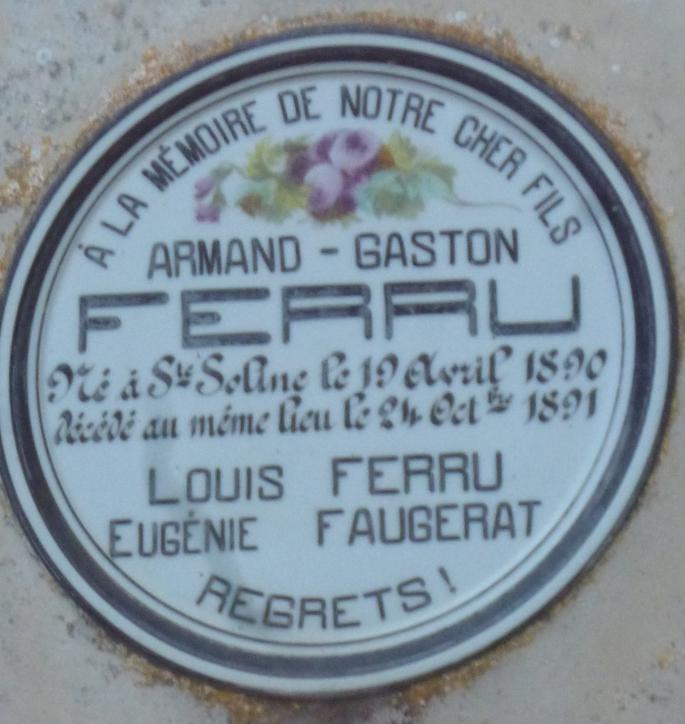 À LA MÉMOIRE DE NOTRE CHER FILS
ARMAND - GASTON
FERRU
Né à Ste Soline le 19 Avril 1890
décédé au même lieu le 24 Octbre 1891
LOUIS FERRU
EUGÉNIE FAUGERAT
REGRETS !